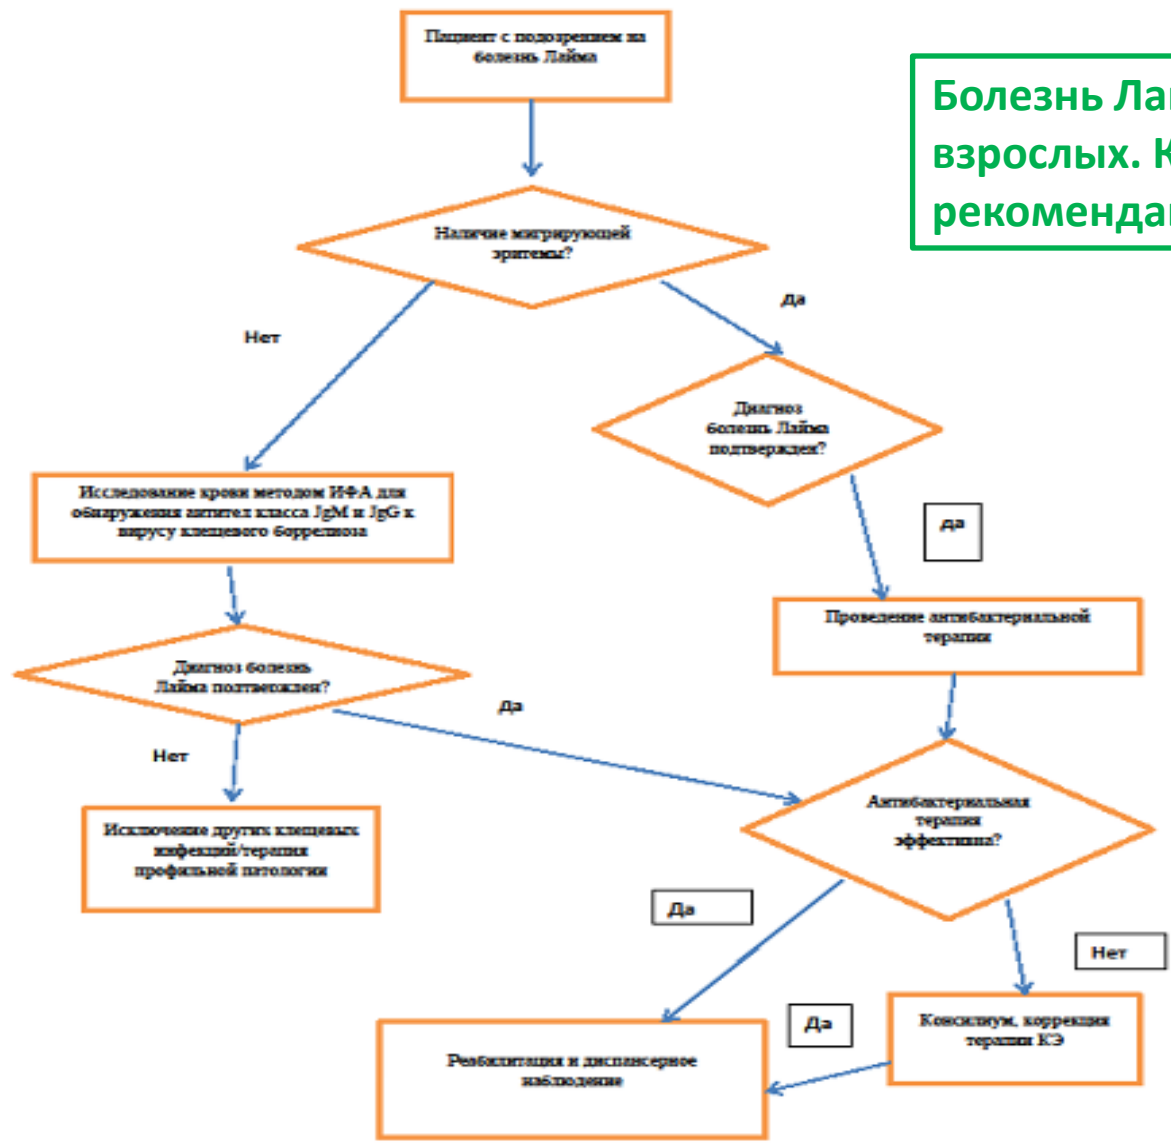 Пациент с подозрением на
болезнь Лайма
Болезнь Ла
взрослых. К
рекоменда
Наличие мигрирующей
эритемы?
Да
Нет
Диагноз
болезнь Лайма
подтвержден?
Исследование крови методом ИФА для
обнаружения антител класса JgM и JgG к
вирусу клещевого боррелиоза
да
Проведение антибактериальной
терапии
Диагноз болезнь
Лайма подтвержден?
Да
Нет
Исключение других клещевых
инфекций/терапия
профильной патологии
Антибактериальная
терапия
эффективна?
Да
Нет
Консилиум, коррекция
терапии КЭ
Да
Реабилитация и диспансерное
наблюдение